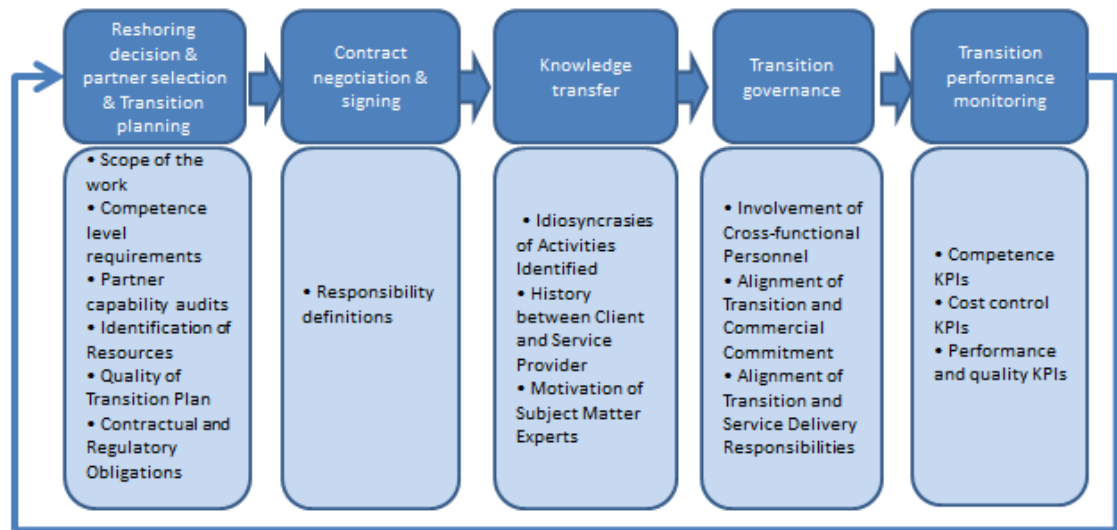 Reshoring
decision &
partner selection
& Transition
planning
Contract
negotiation &
signing
Knowledge
transfer
Transition
governance
Transition
performance
monitoring
• Scope of the
work
• Competence
level
requirements
• Partner
capability audits
• Identification of
Resources
• Quality of
Transition Plan
• Contractual and
Regulatory
Obligations
• Responsibility
definitions
• Idiosyncrasies
of Activities
Identified
• History
between Client
and Service
Provider
• Motivation of
Subject Matter
Experts
• Involvement of
Cross-functional
Personnel
• Alignment of
Transition and
Commercial
Commitment
• Alignment of
Transition and
Service Delivery
Responsibilities
• Competence
KPIs
• Cost control
KPIs
• Performance
and quality KPIs